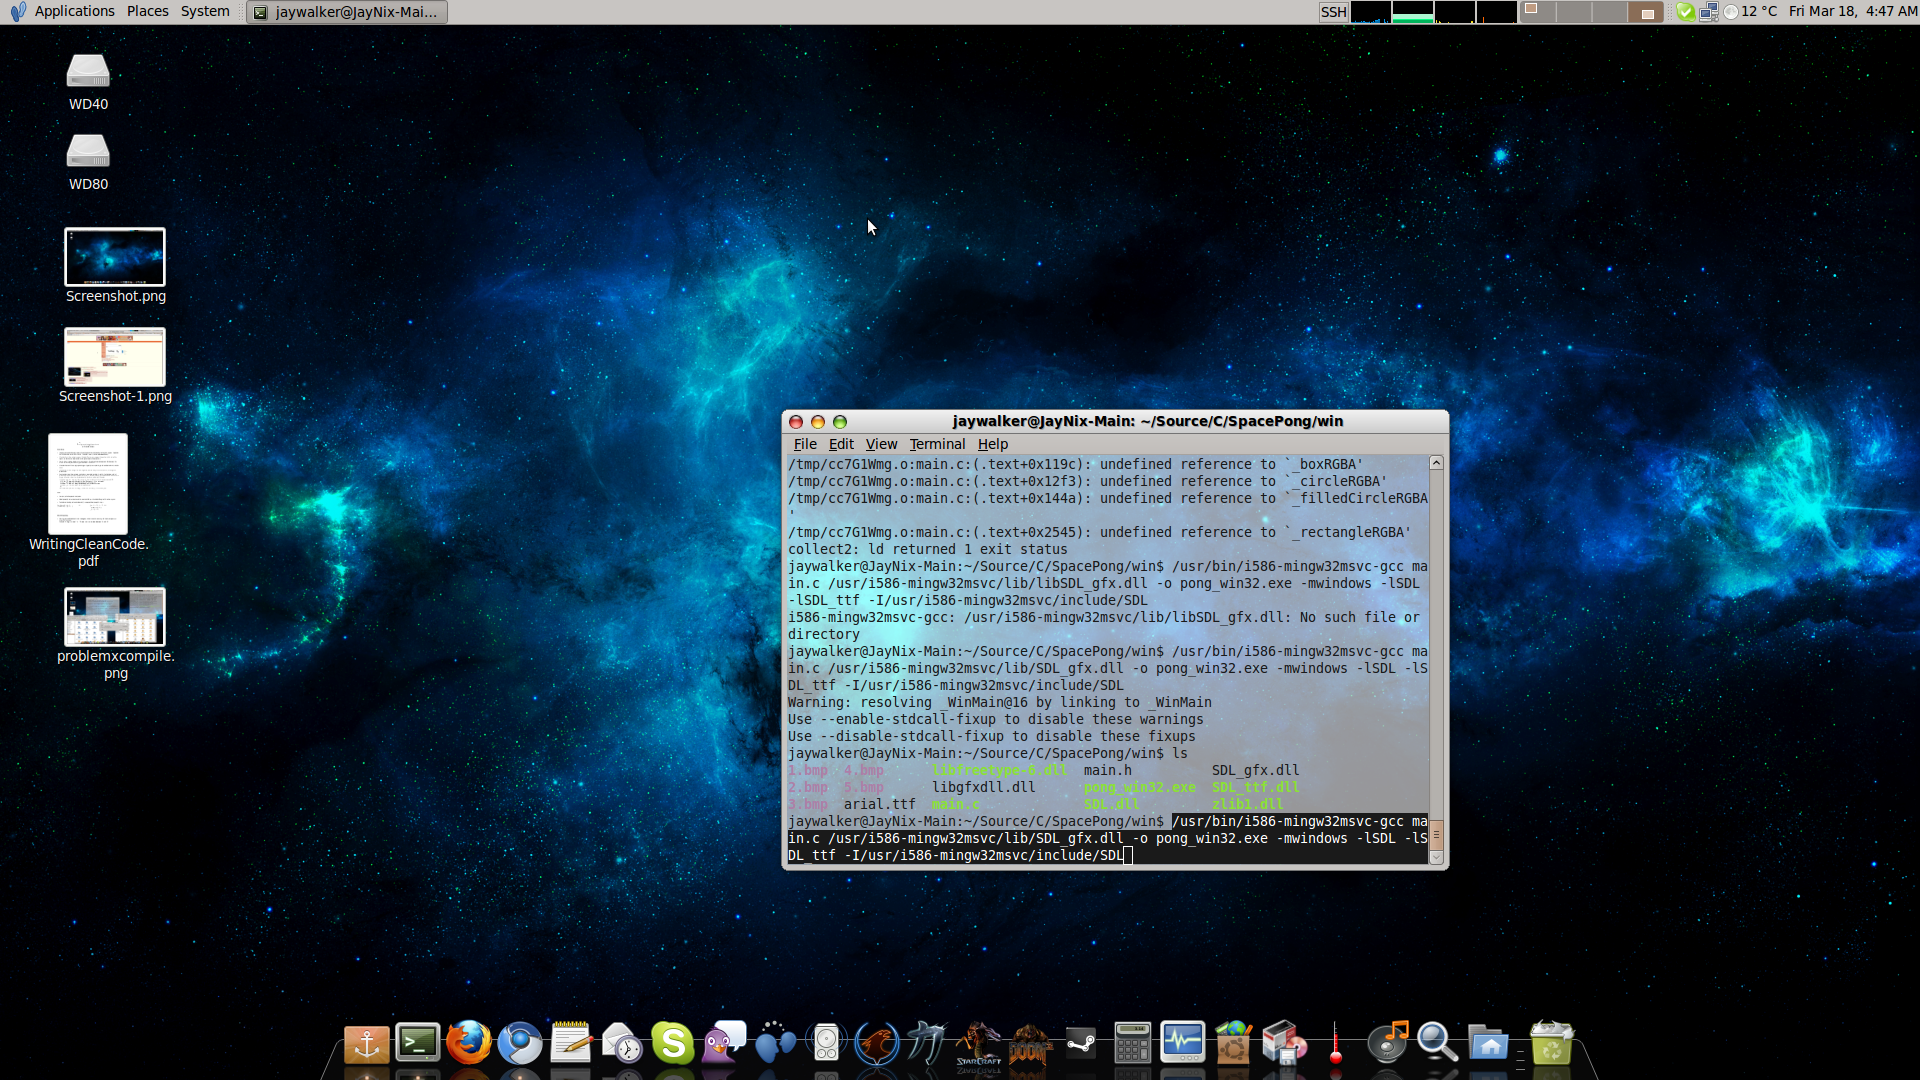 Applications Places System jaywalker@JayNix-Mai... SSH 12 °C Fri Mar 18, 4:47 AM
WD40
WD80
Screenshot.png
Screenshot-1.png
WritingCleanCode.
pdf
problemxcompile.
png
jaywalker@JayNix-Main: ~/Source/C/SpacePong/win
File Edit View Terminal Help
/tmp/cc7G1Wmg.o:main.c:(.text+0x119c): undefined reference to `_boxRGBA'
/tmp/cc7G1Wmg.o:main.c:(.text+0x12f3): undefined reference to `_circleRGBA'
/tmp/cc7G1Wmg.o:main.c:(.text+0x144a): undefined reference to `_filledCircleRGBA
'
/tmp/cc7G1Wmg.o:main.c:(.text+0x2545): undefined reference to `_rectangleRGBA'
collect2: ld returned 1 exit status
jaywalker@JayNix-Main:~/Source/C/SpacePong/win$ /usr/bin/i586-mingw32msvc-gcc ma
in.c /usr/i586-mingw32msvc/lib/libSDL_gfx.dll -o pong_win32.exe -mwindows -lSDL
-lSDL_ttf -I/usr/i586-mingw32msvc/include/SDL
i586-mingw32msvc-gcc: /usr/i586-mingw32msvc/lib/libSDL_gfx.dll: No such file or
directory
jaywalker@JayNix-Main:~/Source/C/SpacePong/win$ /usr/bin/i586-mingw32msvc-gcc ma
in.c /usr/i586-mingw32msvc/lib/SDL_gfx.dll -o pong_win32.exe -mwindows -lSDL -lS
DL_ttf -I/usr/i586-mingw32msvc/include/SDL
Warning: resolving _WinMain@16 by linking to _WinMain
Use --enable-stdcall-fixup to disable these warnings
Use --disable-stdcall-fixup to disable these fixups
jaywalker@JayNix-Main:~/Source/C/SpacePong/win$ ls
1.bmp 4.bmp libfreetype-6.dll main.h SDL_gfx.dll
2.bmp 5.bmp libgfxdll.dll pong_win32.exe SDL_ttf.dll
3.bmp arial.ttf main.c SDL.dll zlib1.dll
jaywalker@JayNix-Main:~/Source/C/SpacePong/win$ /usr/bin/i586-mingw32msvc-gcc ma
in.c /usr/i586-mingw32msvc/lib/SDL_gfx.dll -o pong_win32.exe -mwindows -lSDL -lS
DL_ttf -I/usr/i586-mingw32msvc/include/SDL
STARCRAFT
DOOM